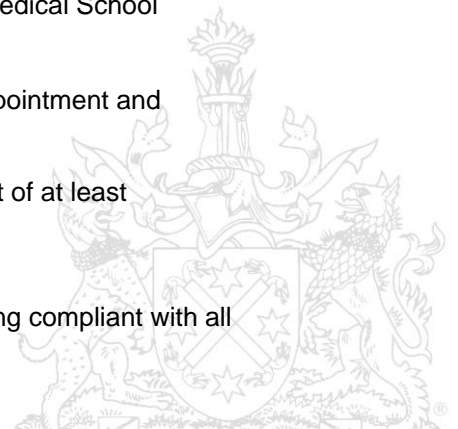 edical School
pointment and
t of at least
ng compliant with all
®